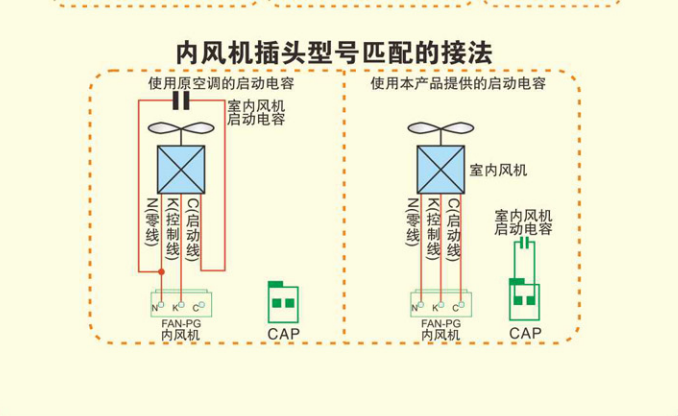 内风机插头型号匹配的接法
使用原空调的启动电容
室内风机
启动电容
N(零线)
K(控制线)
C(启动线)
N
K
C
FAN-PG
内风机
CAP
使用本产品提供的启动电容
室内风机
N(零线)
K(控制线)
C(启动线)
室内风机
启动电容
N
K
C
FAN-PG
内风机
CAP